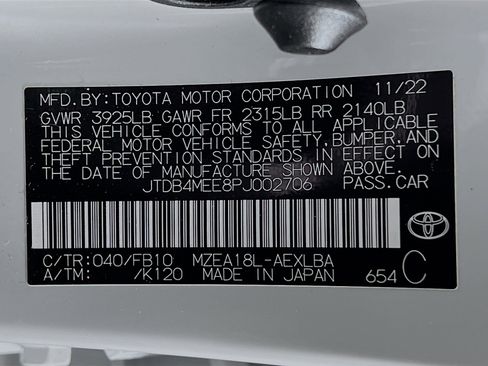 MFD.BY:TOYOTA MOTOR CORPORATION 11/22
GVWR 3925LB GAWR FR 2315LB RR 2140LB
THIS VEHICLE CONFORMS TO ALL APPLICABLE
FEDERAL MOTOR VEHICLE SAFETY,BUMPER,AND
THEFT PREVENTION STANDARDS IN EFFECT ON
THE DATE OF MANUFACTURE SHOWN ABOVE.
JTDB4MEE8PJ002706 PASS.CAR
C/TR:040/FB10 MZEA18L-AEXLBA
A/TM: /K120 MADE IN JAPAN 654 C